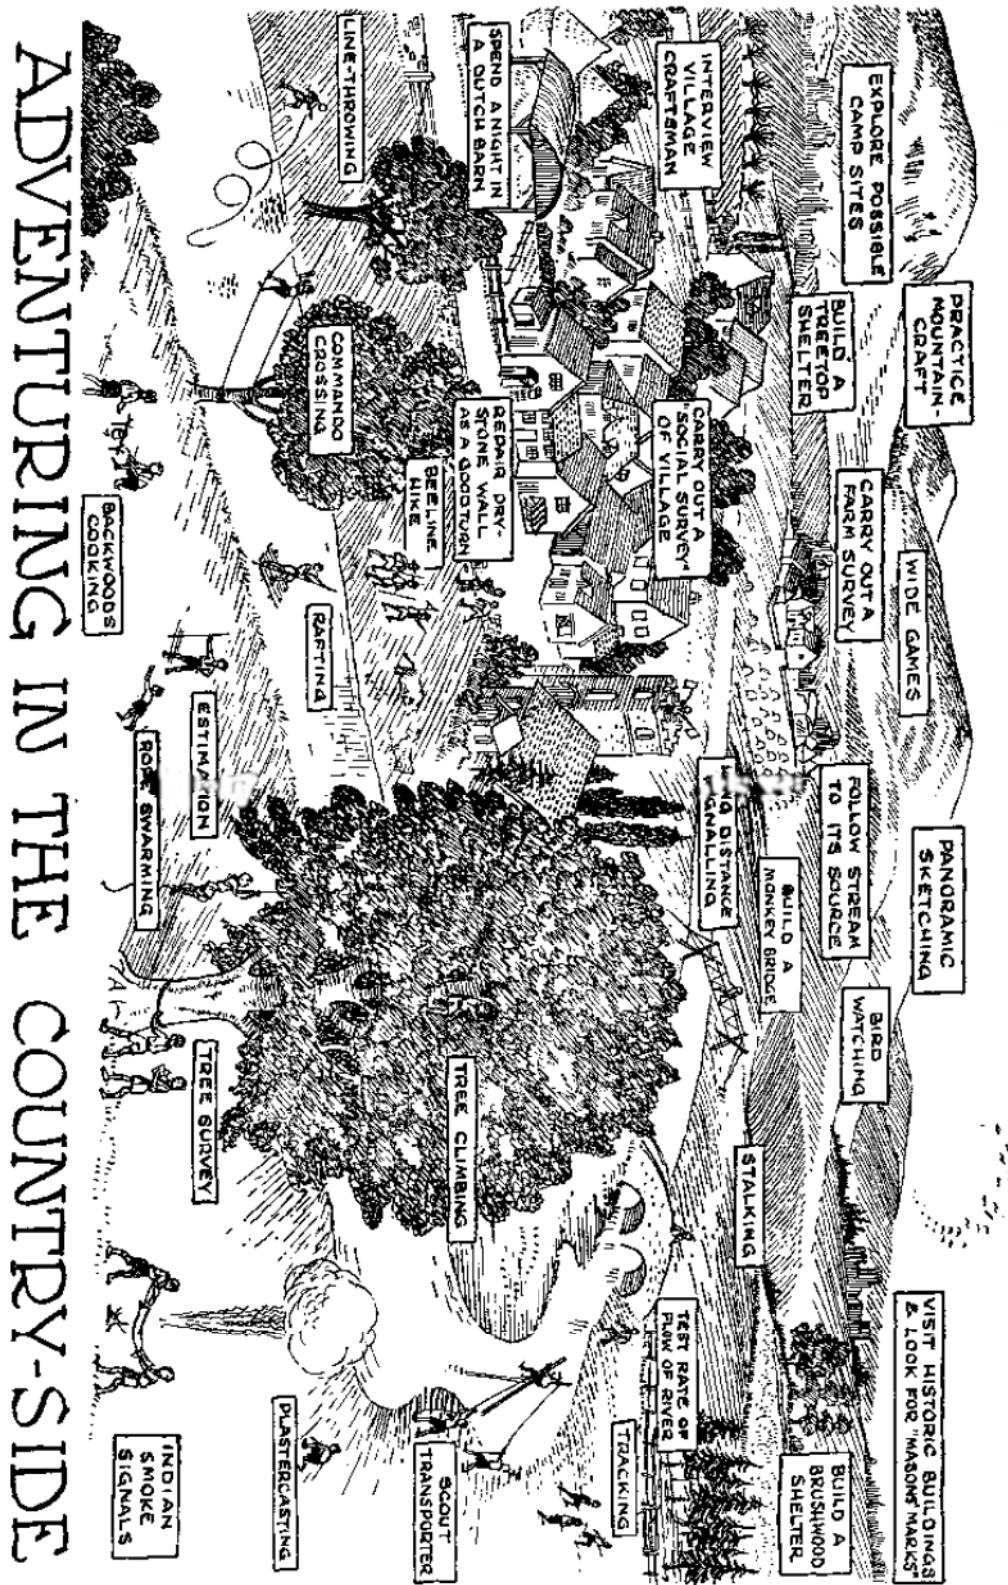 PRACTICE
MOUNTAIN-
CRAFT
PANORAMIC
SKETCHING
VISIT HISTORIC BUILDINGS
& LOOK FOR "MASONS' MARKS"
EXPLORE POSSIBLE
CAMP SITES
WIDE GAMES
BIRD
WATCHING
BUILD A
TREETOP
SHELTER
CARRY OUT A
FARM SURVEY
FOLLOW STREAM
TO ITS SOURCE
BUILD A
BRUSHWOOD
SHELTER
BUILD A
MONKEY BRIDGE
STALKING
INTERVIEW
VILLAGE
CRAFTSMAN
CARRY OUT A
"SOCIAL SURVEY"
OF VILLAGE
DISTANCE
SIGNALLING
TEST RATE OF
FLOW OF RIVER
TRACKING
SPEND A NIGHT IN
A DUTCH BARN
REPAIR DRY-
STONE WALL
AS A GOOD TURN
BEELINE
HIKE
TREE CLIMBING
SCOUT
TRANSPORTER
LINE-THROWING
COMMANDO
CROSSING
RAFTING
PLASTERCASTING
ESTIMATION
TREE SURVEY
ROPE SWARMING
INDIAN
SMOKE
SIGNALS
BACKWOODS
COOKING
ADVENTURING IN THE COUNTRY-SIDE